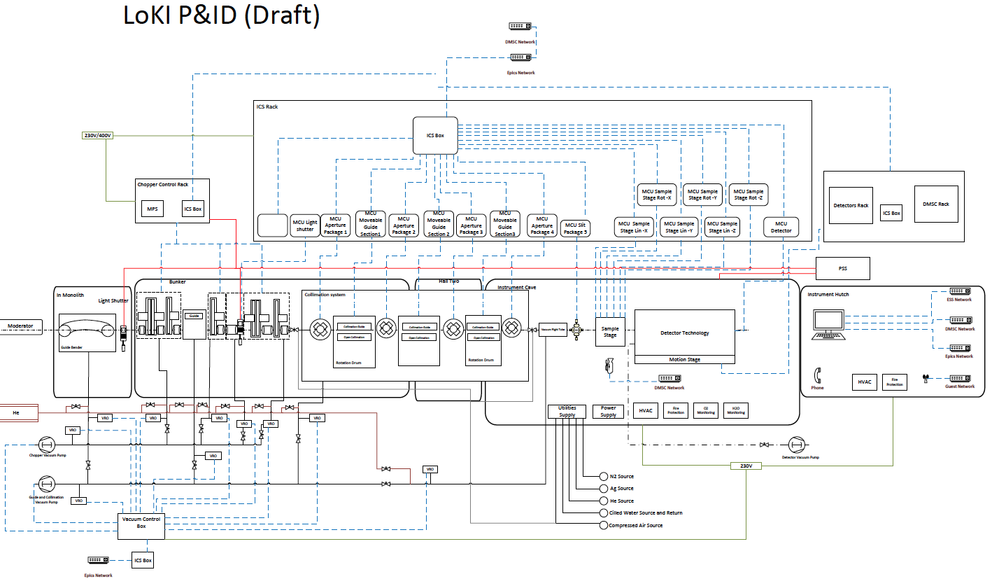 LoKI P&ID (Draft)
DMSC Network
Epics Network
ICS Rack
ICS Box
230V/400V
Chopper Control Rack
MPS
ICS Box
MCU Light
shutter
MCU
Aperture
Package 1
MCU
Moveable
Guide
Section1
MCU
Aperture
Package 2
MCU
Moveable
Guide
Section 2
MCU
Aperture
Package 3
MCU
Moveable
Guide
Section3
MCU
Aperture
Package 4
MCU Slit
Package 5
MCU Sample
Stage Rot -X
MCU Sample
Stage Rot -Y
MCU Sample
Stage Rot -Z
MCU Sample
Stage Lin -X
MCU Sample
Stage Lin -Y
MCU Sample
Stage Lin -Z
MCU
Detector
Detectors Rack
ICS Box
DMSC Rack
PSS
In Monolith
Light Shutter
Bunker
Hall Two
Instrument Cave
Collimation system
Instrument Hutch
Moderator
Guide Bender
Guide
Collimation Guide
Open Collimation
Rotation Drum
Collimation Guide
Open Collimation
Collimation Guide
Open Collimation
Rotation Drum
Vacuum Flight Tube
Sample
Stage
Detector Technology
Motion Stage
DMSC Network
ESS Network
DMSC Network
Epics Network
Guest Network
Phone
HVAC
Fire
Protection
Utilities
Supply
Power
Supply
HVAC
Fire
Protection
O2
Monitoring
H2O
Monitoring
He
VRO
VRO
VRO
VRO
VRO
VRO
VRO
VRO
VRO
VRO
Chopper Vacuum Pump
Guide and Collimation
Vacuum Pump
Detector Vacuum Pump
230V
N2 Source
Ag Source
He Source
Cilled Water Source and Return
Compressed Air Source
Vacuum Control
Box
ICS Box
Epics Network